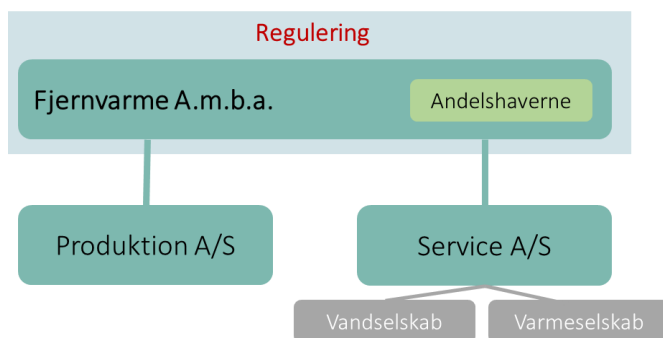 Regulering
Fjernvarme A.m.b.a.
Andelshaverne
Produktion A/S
Service A/S
Vandselskab
Varmeselskab